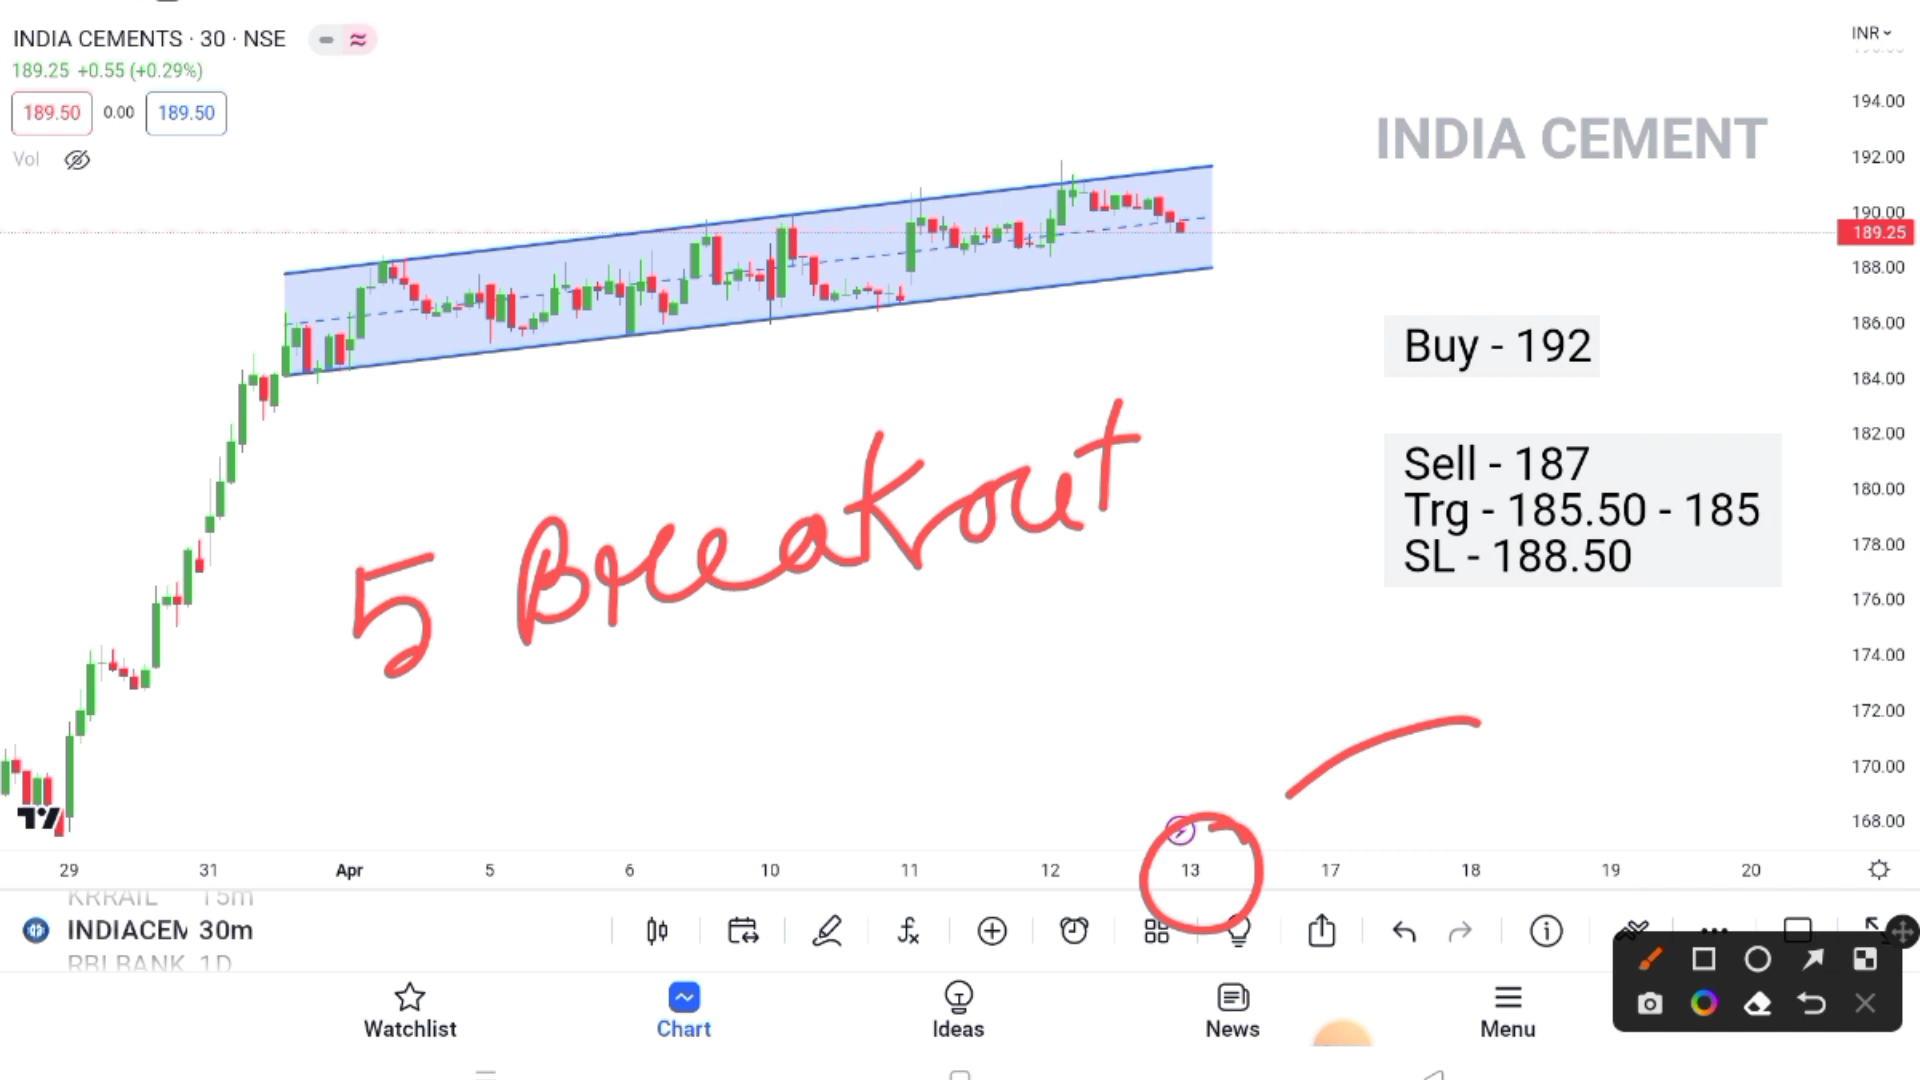 INDIA CEMENTS · 30 · NSE
189.25 +0.55 (+0.29%)
189.50 0.00 189.50
Vol
INR
194.00
192.00
190.00
189.25
188.00
186.00
184.00
182.00
180.00
178.00
176.00
174.00
172.00
170.00
168.00
INDIA CEMENT
Buy - 192
Sell - 187
Trg - 185.50 - 185
SL - 188.50
5 Breakout
29 31 Apr 5 6 10 11 12 13 17 18 19 20
KRRAIL 15m
INDIACEM 30m
RBLBANK 1D
Watchlist Chart Ideas News Menu